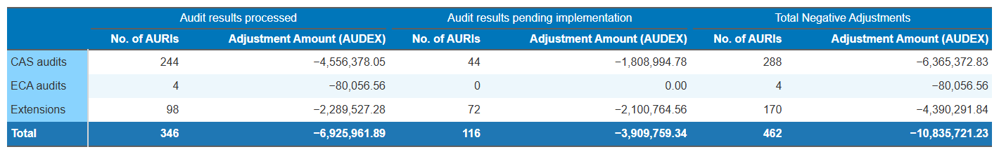 Audit results processed Audit results pending implementation Total Negative Adjustments
No. of AURIs Adjustment Amount (AUDEX) No. of AURIs Adjustment Amount (AUDEX) No. of AURIs Adjustment Amount (AUDEX)
CAS audits 244 −4,556,378.05 44 −1,808,994.78 288 −6,365,372.83
ECA audits 4 −80,056.56 0 0.00 4 −80,056.56
Extensions 98 −2,289,527.28 72 −2,100,764.56 170 −4,390,291.84
Total 346 −6,925,961.89 116 −3,909,759.34 462 −10,835,721.23